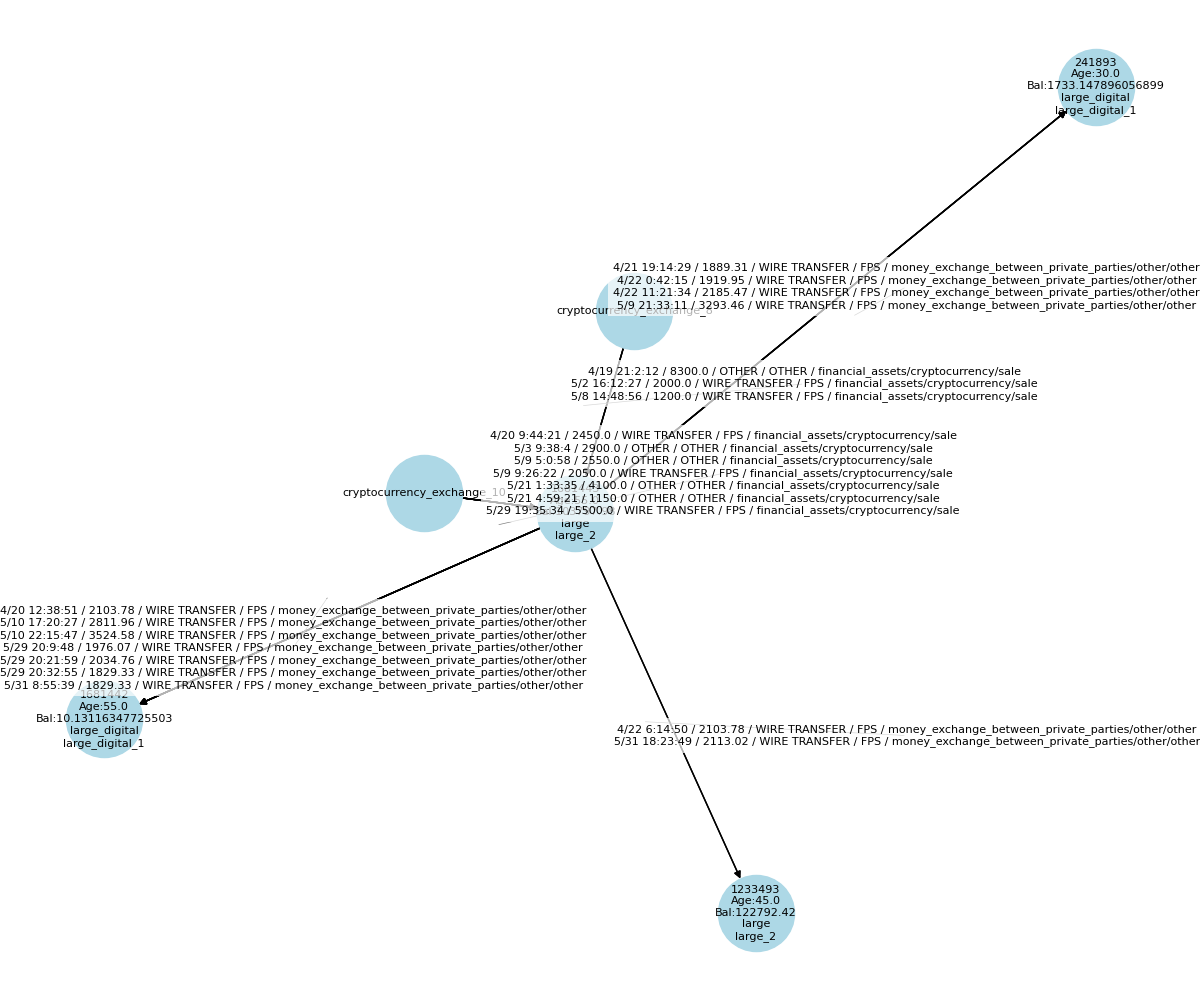 241893
Age:30.0
Bal:1733.147896056899
large_digital
large_digital_1
4/21 19:14:29 / 1889.31 / WIRE TRANSFER / FPS / money_exchange_between_private_parties/other/other
4/22 0:42:15 / 1919.95 / WIRE TRANSFER / FPS / money_exchange_between_private_parties/other/other
4/22 11:21:34 / 2185.47 / WIRE TRANSFER / FPS / money_exchange_between_private_parties/other/other
5/9 21:33:11 / 3293.46 / WIRE TRANSFER / FPS / money_exchange_between_private_parties/other/other
cryptocurrency_exchange_8
4/19 21:2:12 / 8300.0 / OTHER / OTHER / financial_assets/cryptocurrency/sale
5/2 16:12:27 / 2000.0 / WIRE TRANSFER / FPS / financial_assets/cryptocurrency/sale
5/8 14:48:56 / 1200.0 / WIRE TRANSFER / FPS / financial_assets/cryptocurrency/sale
4/20 9:44:21 / 2450.0 / WIRE TRANSFER / FPS / financial_assets/cryptocurrency/sale
5/3 9:38:4 / 2900.0 / OTHER / OTHER / financial_assets/cryptocurrency/sale
5/9 5:0:58 / 2550.0 / OTHER / OTHER / financial_assets/cryptocurrency/sale
5/9 9:26:22 / 2050.0 / WIRE TRANSFER / FPS / financial_assets/cryptocurrency/sale
5/21 1:33:35 / 4100.0 / OTHER / OTHER / financial_assets/cryptocurrency/sale
5/21 4:59:21 / 1150.0 / OTHER / OTHER / financial_assets/cryptocurrency/sale
5/29 19:35:34 / 5500.0 / WIRE TRANSFER / FPS / financial_assets/cryptocurrency/sale
cryptocurrency_exchange_10
large
large_2
4/20 12:38:51 / 2103.78 / WIRE TRANSFER / FPS / money_exchange_between_private_parties/other/other
5/10 17:20:27 / 2811.96 / WIRE TRANSFER / FPS / money_exchange_between_private_parties/other/other
5/10 22:15:47 / 3524.58 / WIRE TRANSFER / FPS / money_exchange_between_private_parties/other/other
5/29 20:9:48 / 1976.07 / WIRE TRANSFER / FPS / money_exchange_between_private_parties/other/other
5/29 20:21:59 / 2034.76 / WIRE TRANSFER / FPS / money_exchange_between_private_parties/other/other
5/29 20:32:55 / 1829.33 / WIRE TRANSFER / FPS / money_exchange_between_private_parties/other/other
5/31 8:55:39 / 1829.33 / WIRE TRANSFER / FPS / money_exchange_between_private_parties/other/other
1681442
Age:55.0
Bal:10.13116347725503
large_digital
large_digital_1
4/22 6:14:50 / 2103.78 / WIRE TRANSFER / FPS / money_exchange_between_private_parties/other/other
5/31 18:23:49 / 2113.02 / WIRE TRANSFER / FPS / money_exchange_between_private_parties/other/other
1233493
Age:45.0
Bal:122792.42
large
large_2